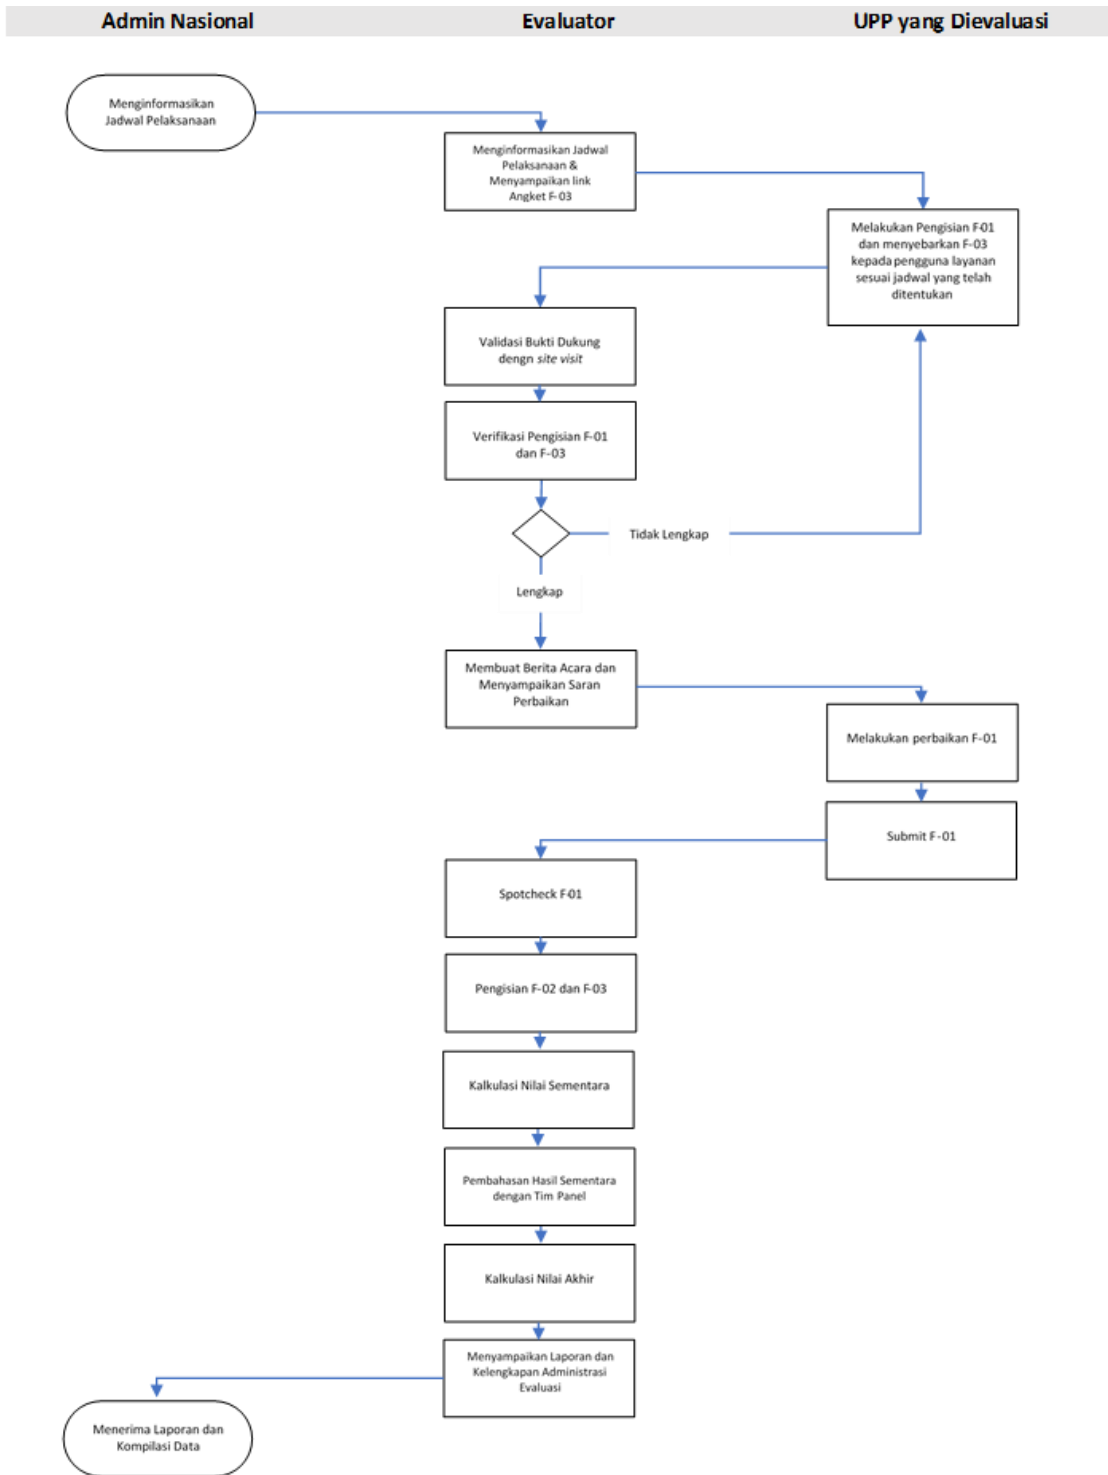 Admin Nasional
Evaluator
UPP yang Dievaluasi
Menginformasikan
Jadwal Pelaksanaan
Menginformasikan Jadwal
Pelaksanaan &
Menyampaikan link
Angket F-03
Melakukan Pengisian F-01
dan menyebarkan F-03
kepada pengguna layanan
sesuai jadwal yang telah
ditentukan
Validasi Bukti Dukung
dengn site visit
Verifikasi Pengisian F-01
dan F-03
Tidak Lengkap
Lengkap
Membuat Berita Acara dan
Menyampaikan Saran
Perbaikan
Melakukan perbaikan F-01
Submit F-01
Spotcheck F-01
Pengisian F-02 dan F-03
Kalkulasi Nilai Sementara
Pembahasan Hasil Sementara
dengan Tim Panel
Kalkulasi Nilai Akhir
Menyampaikan Laporan dan
Kelengkapan Administrasi
Evaluasi
Menerima Laporan dan
Kompilasi Data